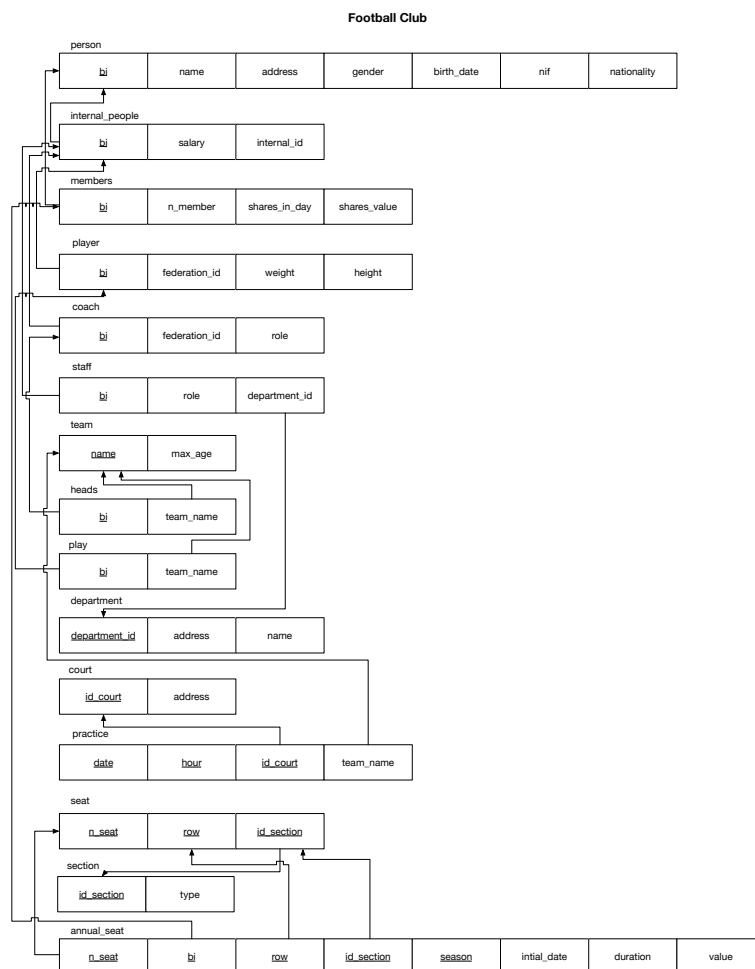 Football Club
person
bi name address gender birth_date nif nationality
internal_people
bi salary internal_id
members
bi n_member shares_in_day shares_value
player
bi federation_id weight height
coach
bi federation_id role
staff
bi role department_id
team
name max_age
heads
bi team_name
play
bi team_name
department
department_id address name
court
id_court address
practice
date hour id_court team_name
seat
n_seat row id_section
section
id_section type
annual_seat
n_seat bi row id_section season intial_date duration value